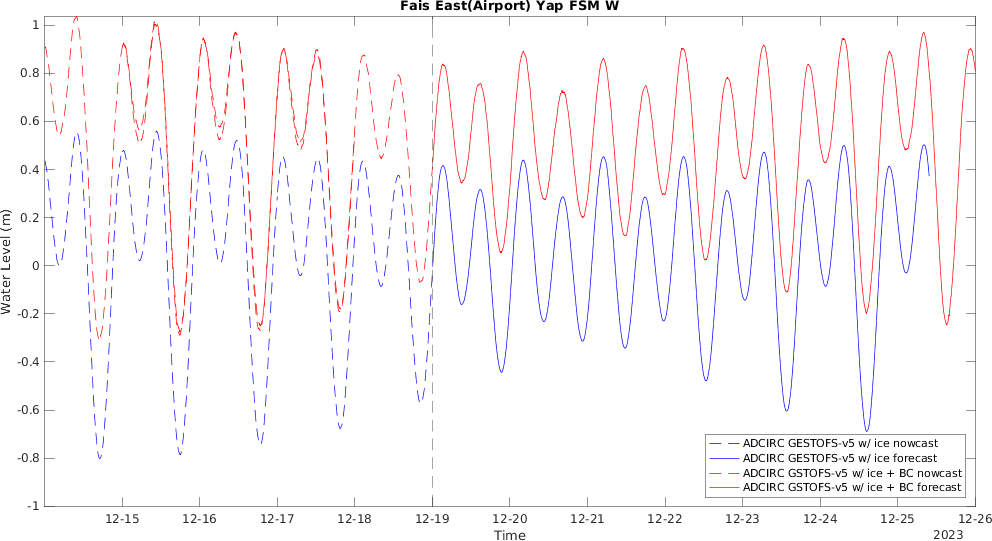 Fais East(Airport) Yap FSM W
1
0.8
0.6
0.4
0.2
0
-0.2
-0.4
-0.6
-0.8
-1
Water Level (m)
ADCIRC GESTOFS-v5 w/ ice nowcast
ADCIRC GESTOFS-v5 w/ ice forecast
ADCIRC GSTOFS-v5 w/ ice + BC nowcast
ADCIRC GSTOFS-v5 w/ ice + BC forecast
12-15 12-16 12-17 12-18 12-19 12-20 12-21 12-22 12-23 12-24 12-25 12-26
Time
2023